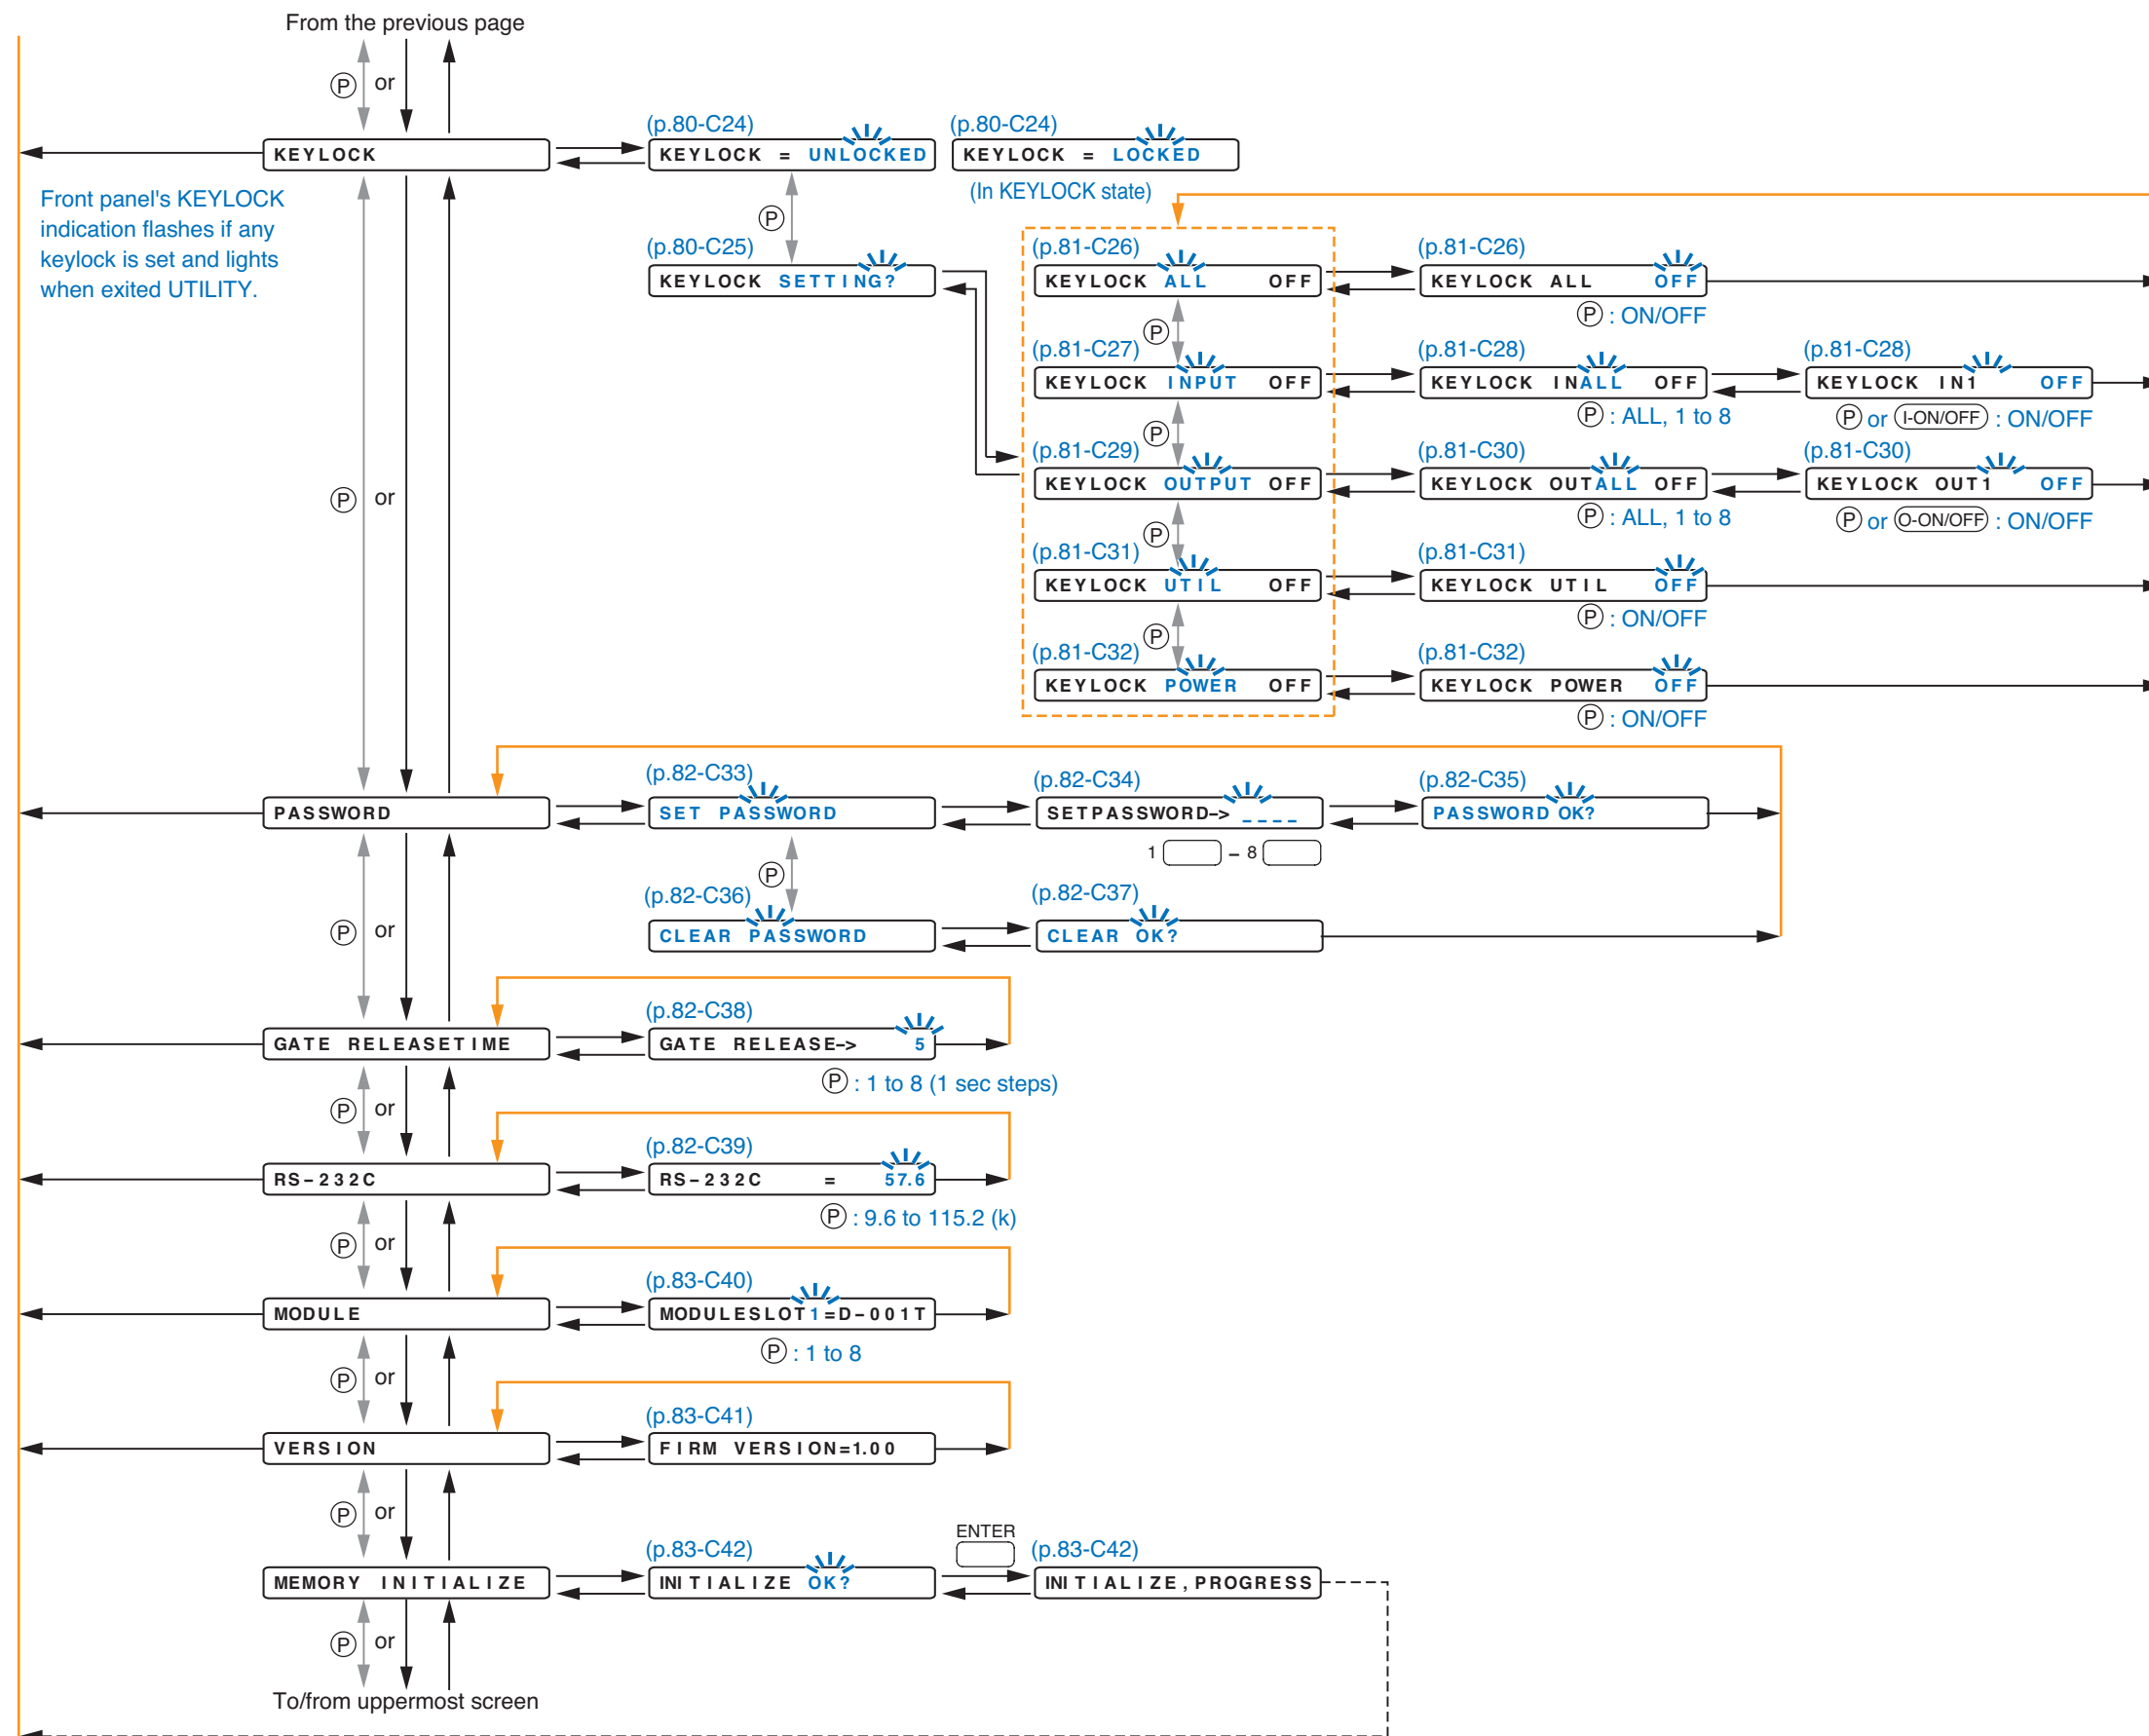 From the previous page
P or
(p.80-C24) (p.80-C24)
KEYLOCK KEYLOCK = UNLOCKED KEYLOCK = LOCKED
(In KEYLOCK state)
Front panel's KEYLOCK
indication flashes if any
keylock is set and lights
when exited UTILITY.
P
(p.80-C25) (p.81-C26) (p.81-C26)
KEYLOCK SETTING? KEYLOCK ALL OFF KEYLOCK ALL OFF
P : ON/OFF
P
(p.81-C27) (p.81-C28) (p.81-C28)
KEYLOCK INPUT OFF KEYLOCK INALL OFF KEYLOCK IN1 OFF
P : ALL, 1 to 8 P or I-ON/OFF : ON/OFF
P
(p.81-C29) (p.81-C30) (p.81-C30)
KEYLOCK OUTPUT OFF KEYLOCK OUTALL OFF KEYLOCK OUT1 OFF
P or
P : ALL, 1 to 8 P or O-ON/OFF : ON/OFF
P
(p.81-C31) (p.81-C31)
KEYLOCK UTIL OFF KEYLOCK UTIL OFF
P : ON/OFF
P
(p.81-C32) (p.81-C32)
KEYLOCK POWER OFF KEYLOCK POWER OFF
P : ON/OFF
(p.82-C33) (p.82-C34) (p.82-C35)
PASSWORD SET PASSWORD SETPASSWORD–> _ _ _ _ PASSWORD OK?
1 – 8
P
(p.82-C36) (p.82-C37)
P or
CLEAR PASSWORD CLEAR OK?
(p.82-C38)
GATE RELEASETIME GATE RELEASE–> 5
P : 1 to 8 (1 sec steps)
P or
(p.82-C39)
RS–232C RS–232C = 57.6
P : 9.6 to 115.2 (k)
P or
(p.83-C40)
MODULE MODULESLOT1=D–001T
P : 1 to 8
P or
(p.83-C41)
VERSION FIRM VERSION=1.00
P or
ENTER
(p.83-C42) (p.83-C42)
MEMORY INITIALIZE INITIALIZE OK? INITIALIZE,PROGRESS
P or
To/from uppermost screen